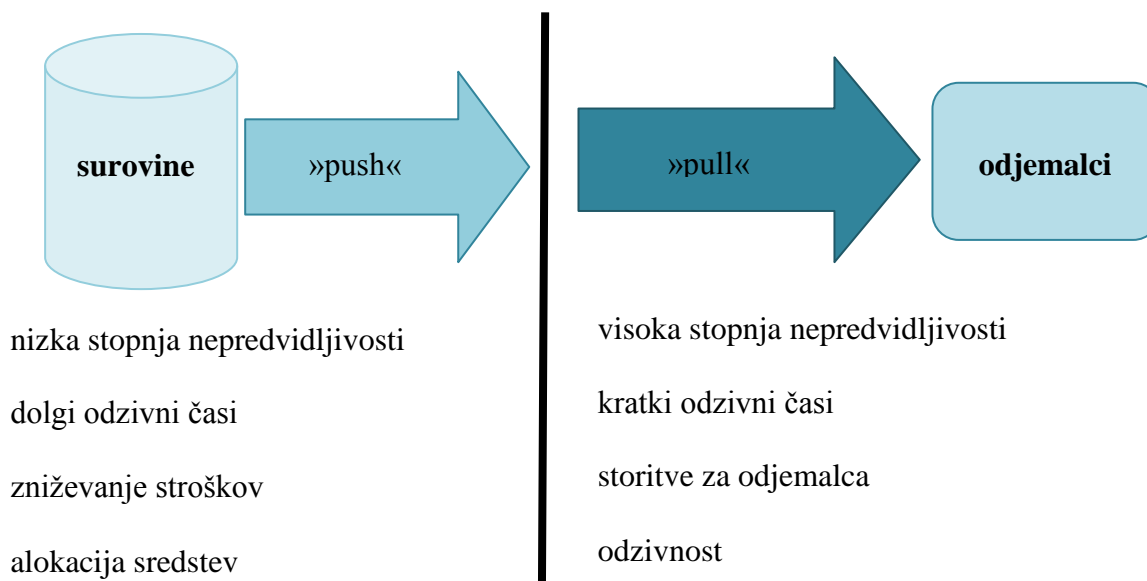 surovine
»push«
»pull«
odjemalci
nizka stopnja nepredvidljivosti
dolgi odzivni časi
zniževanje stroškov
alokacija sredstev
visoka stopnja nepredvidljivosti
kratki odzivni časi
storitve za odjemalca
odzivnost